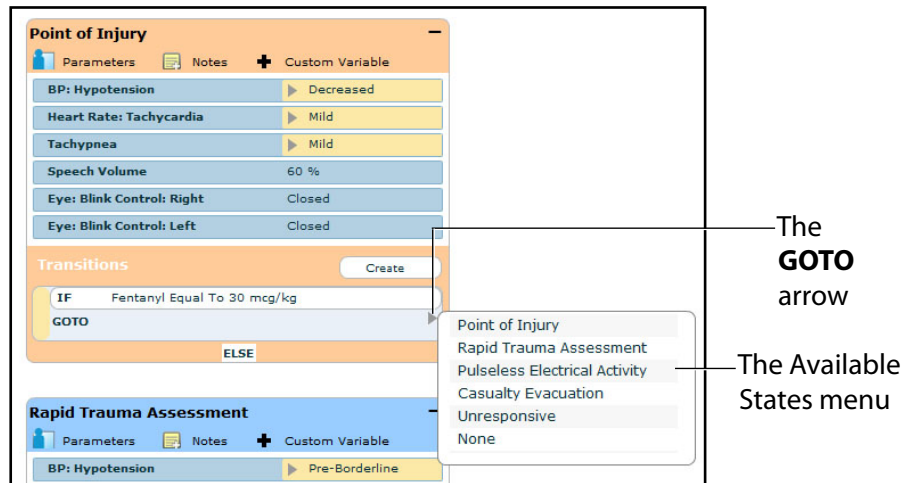 Point of Injury –
Parameters Notes Custom Variable
BP: Hypotension Decreased
Heart Rate: Tachycardia Mild
Tachypnea Mild
Speech Volume 60 %
Eye: Blink Control: Right Closed
Eye: Blink Control: Left Closed
Transitions Create
IF Fentanyl Equal To 30 mcg/kg
GOTO
ELSE
Point of Injury
Rapid Trauma Assessment
Pulseless Electrical Activity
Casualty Evacuation
Unresponsive
None
The
GOTO
arrow
The Available
States menu
Rapid Trauma Assessment –
Parameters Notes Custom Variable
BP: Hypotension Pre-Borderline